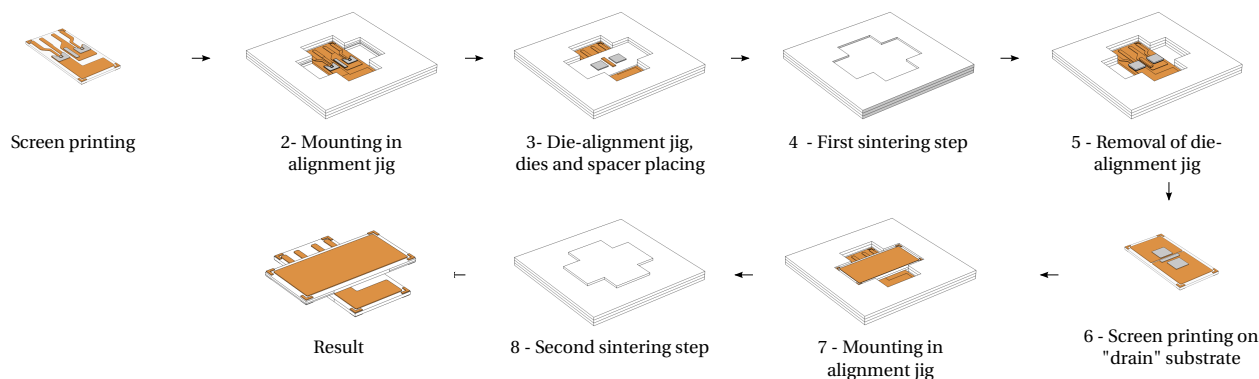 Screen printing
2- Mounting in
alignment jig
3- Die-alignment jig,
dies and spacer placing
4 - First sintering step
5 - Removal of die-
alignment jig
6 - Screen printing on
"drain" substrate
7 - Mounting in
alignment jig
8 - Second sintering step
Result